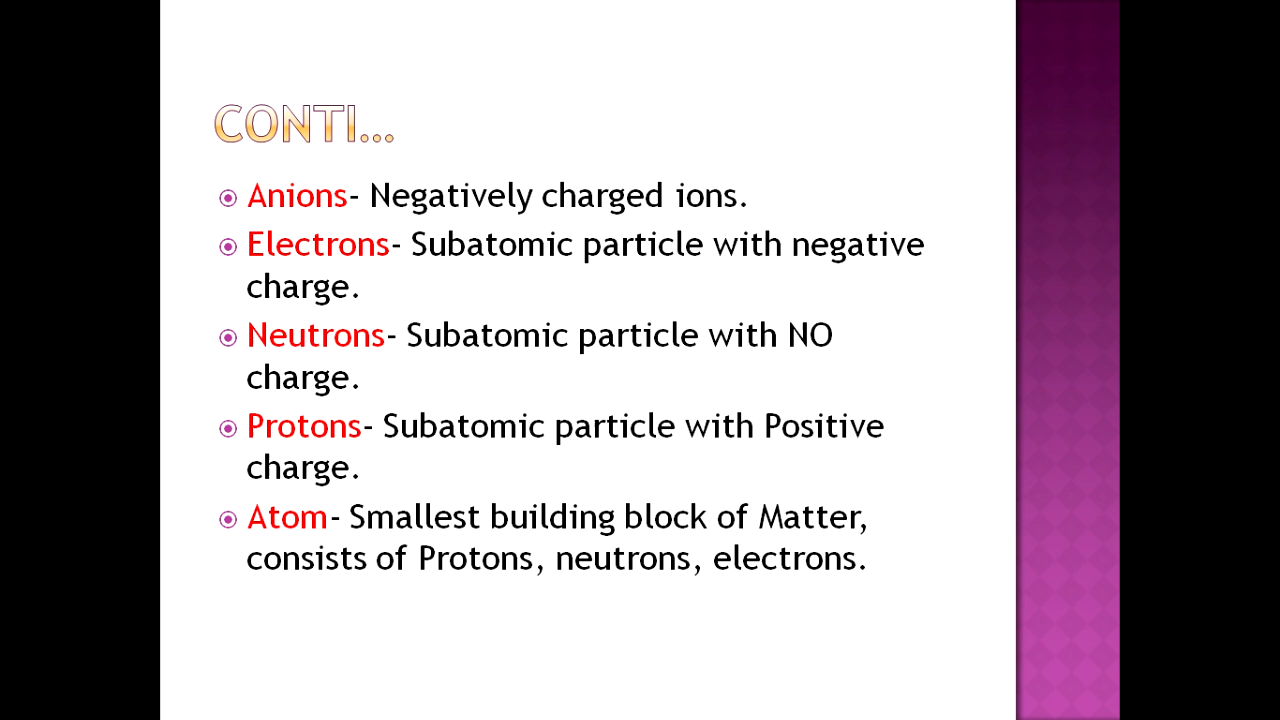 CONTI...
Anions- Negatively charged ions.
Electrons- Subatomic particle with negative
charge.
Neutrons- Subatomic particle with NO
charge.
Protons- Subatomic particle with Positive
charge.
Atom- Smallest building block of Matter,
consists of Protons, neutrons, electrons.